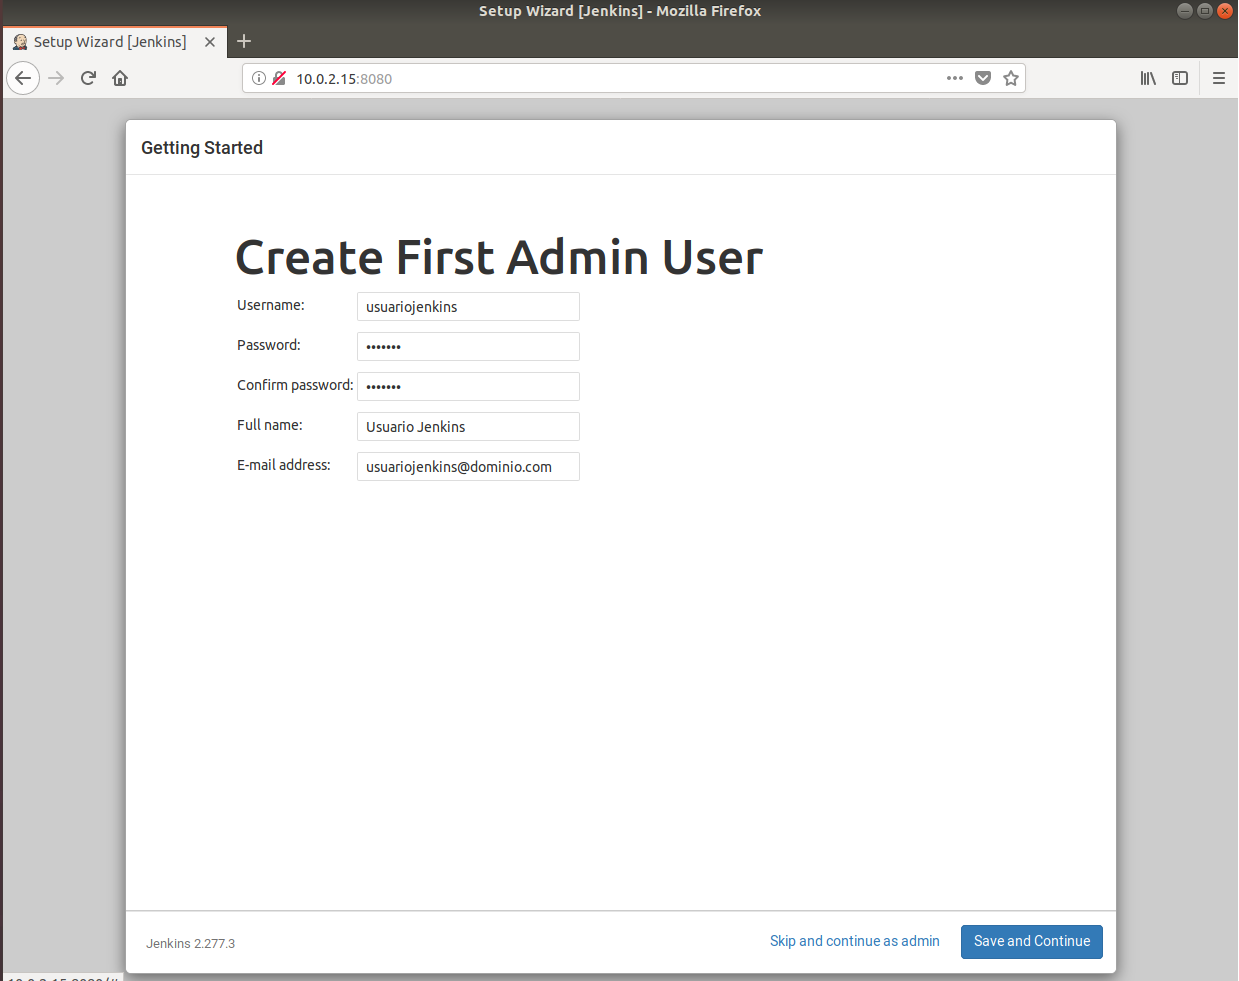 Setup Wizard [Jenkins] - Mozilla Firefox
Setup Wizard [Jenkins]
10.0.2.15:8080
Getting Started
Create First Admin User
Username: usuariojenkins
Password: •••••••
Confirm password: •••••••
Full name: Usuario Jenkins
E-mail address: usuariojenkins@dominio.com
Jenkins 2.277.3 Skip and continue as admin Save and Continue